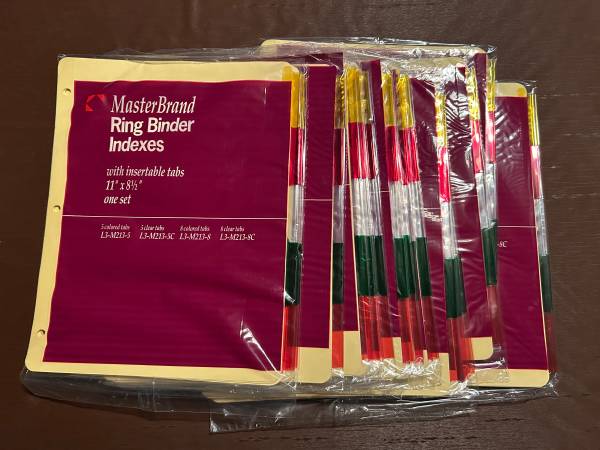 MasterBrand
Ring Binder
Indexes
with insertable tabs
11" x 8½"
one set
5 colored tabs 5 clear tabs 8 colored tabs 8 clear tabs
L3-M213-5 L3-M213-5C L3-M213-8 L3-M213-8C
-8C